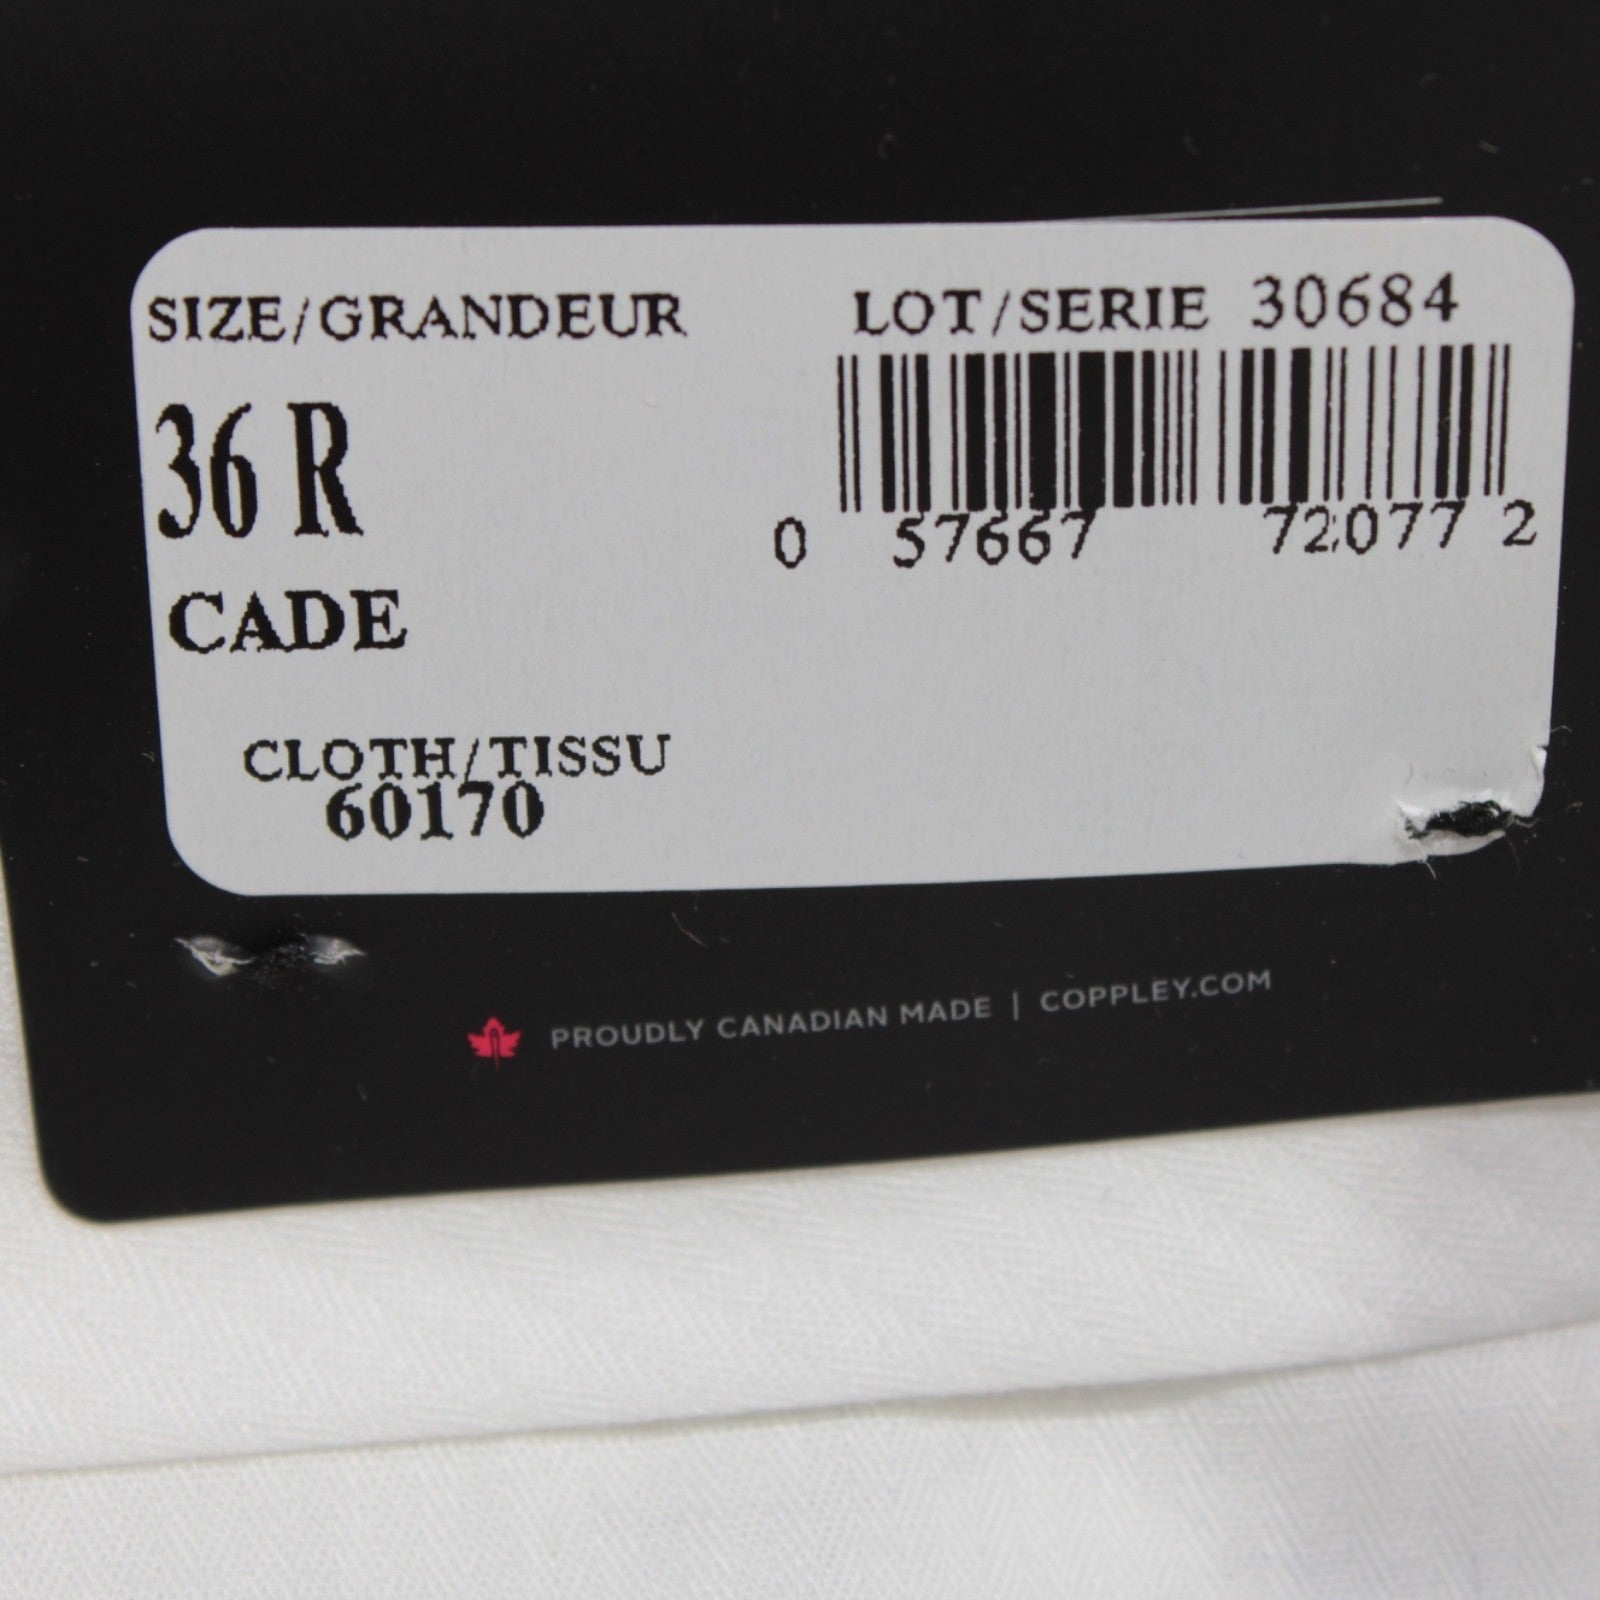 SIZE/GRANDEUR
36 R
CADE
CLOTH/TISSU
60170
LOT/SERIE 30684
0 57667 72077 2
PROUDLY CANADIAN MADE | COPPLEY.COM